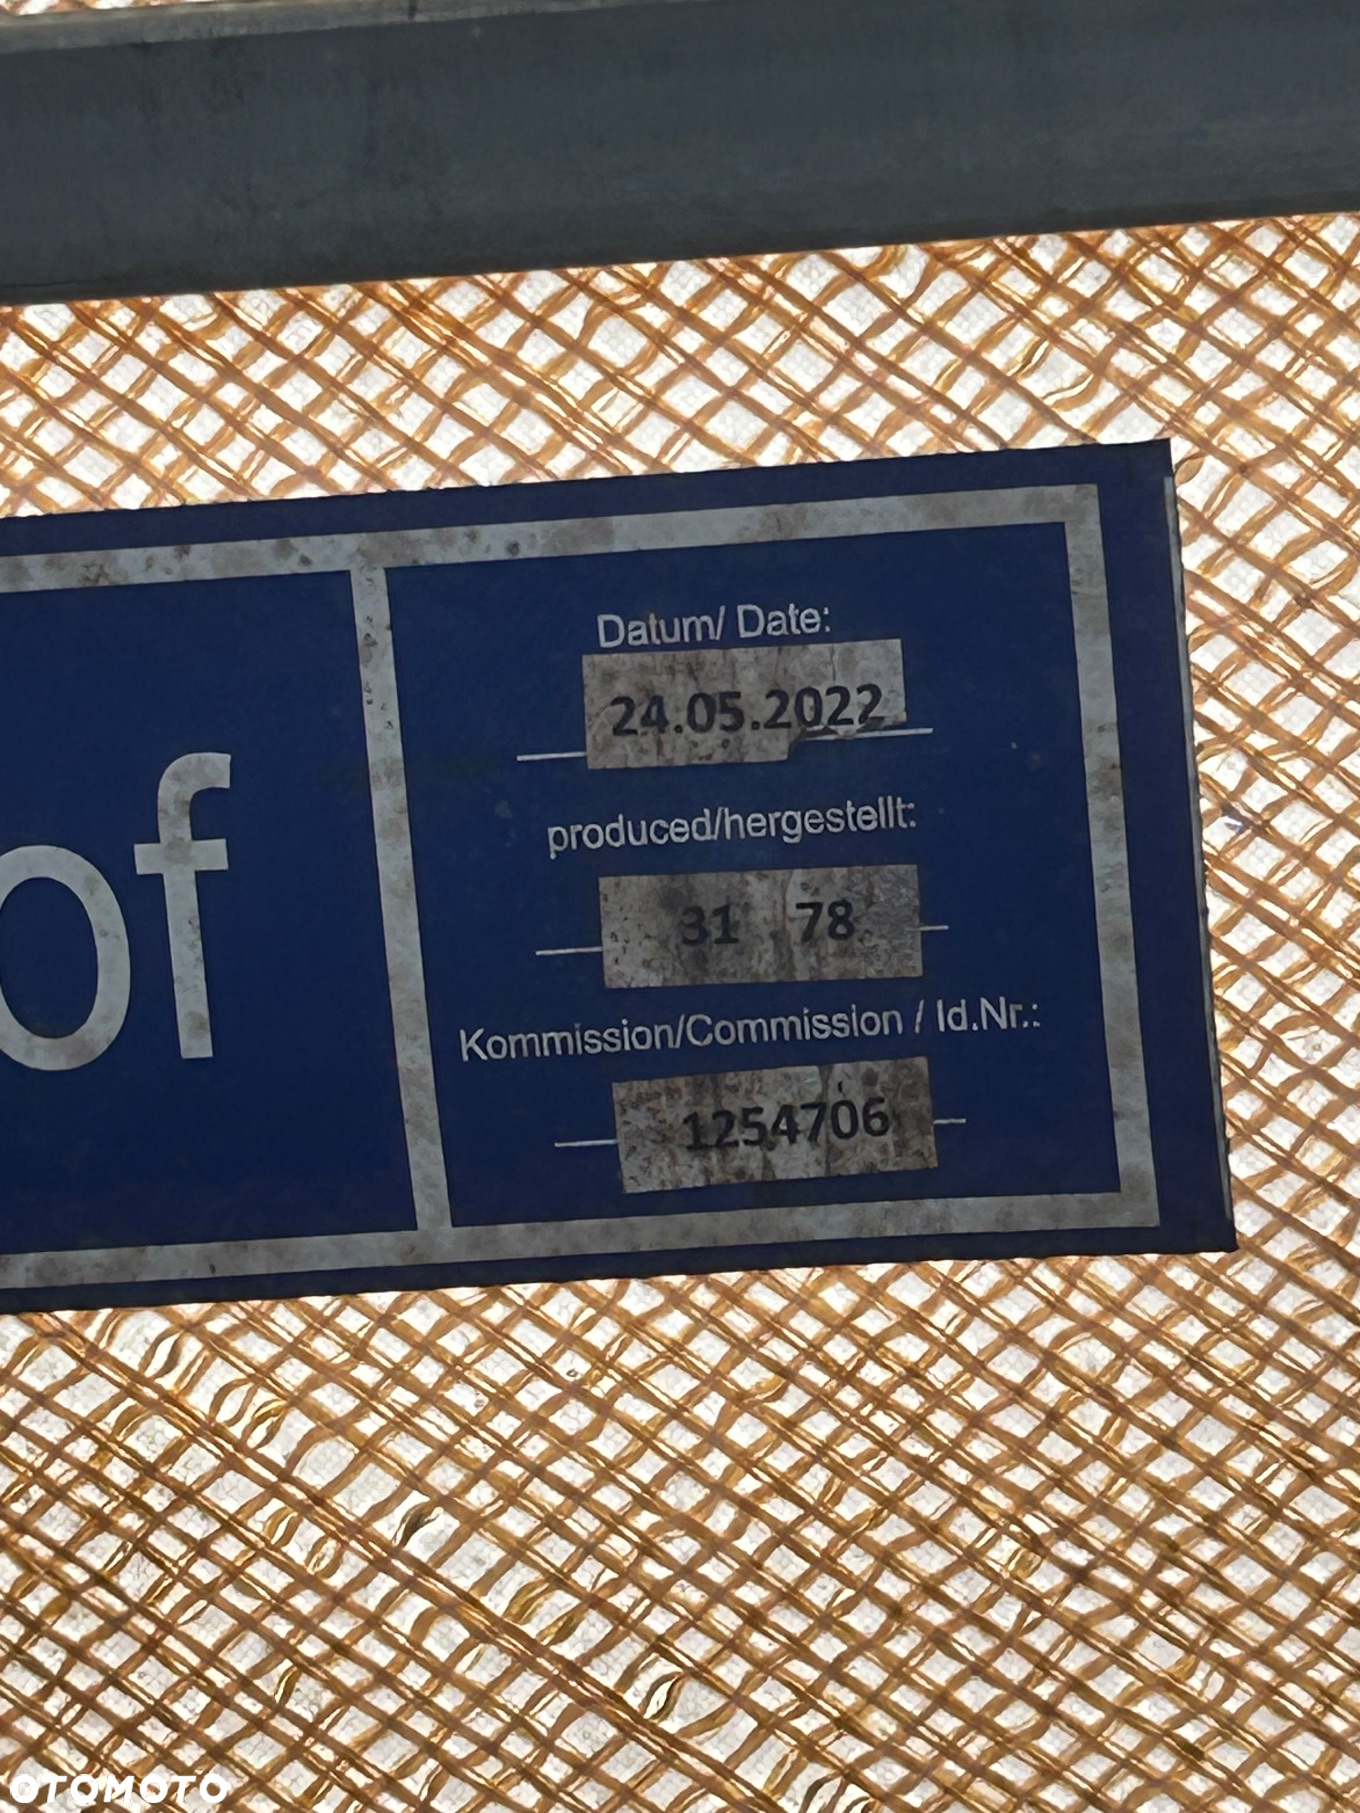 of
Datum/ Date:
24.05.2022
produced/hergestellt:
31 78
Kommission/Commission / Id.Nr.:
1254706
OTOMOTO